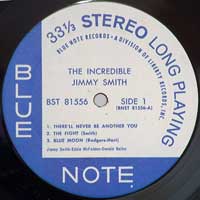 33⅓ STEREO LONG PLAYING
BLUE NOTE RECORDS • A DIVISION OF LIBERTY RECORDS, INC.
THE INCREDIBLE
JIMMY SMITH
BST 81556
SIDE 1
(BNST 81556-A)
1. THERE'LL NEVER BE ANOTHER YOU
2. THE FIGHT (Smith)
3. BLUE MOON (Rodgers-Hart)
Jimmy Smith-Eddie McFadden-Donald Bailey
BLUE
NOTE